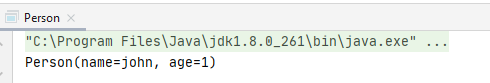 Person
"C:\Program Files\Java\jdk1.8.0_261\bin\java.exe" ...
Person(name=john, age=1)